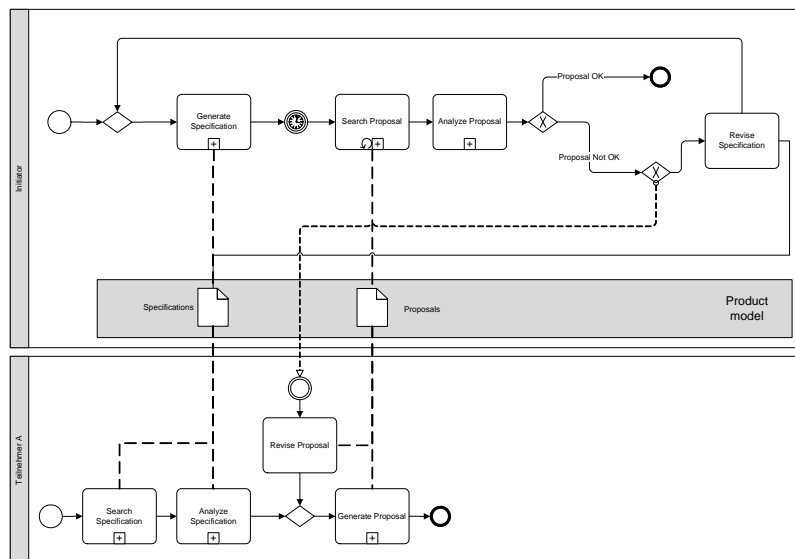 Initiator
Proposal OK
Generate
Specification
Search Proposal
Analyze Proposal
Revise
Specification
Proposal Not OK
Specifications
Proposals
Product
model
Teilnehmer A
Revise Proposal
Search
Specification
Analyze
Specification
Generate Proposal